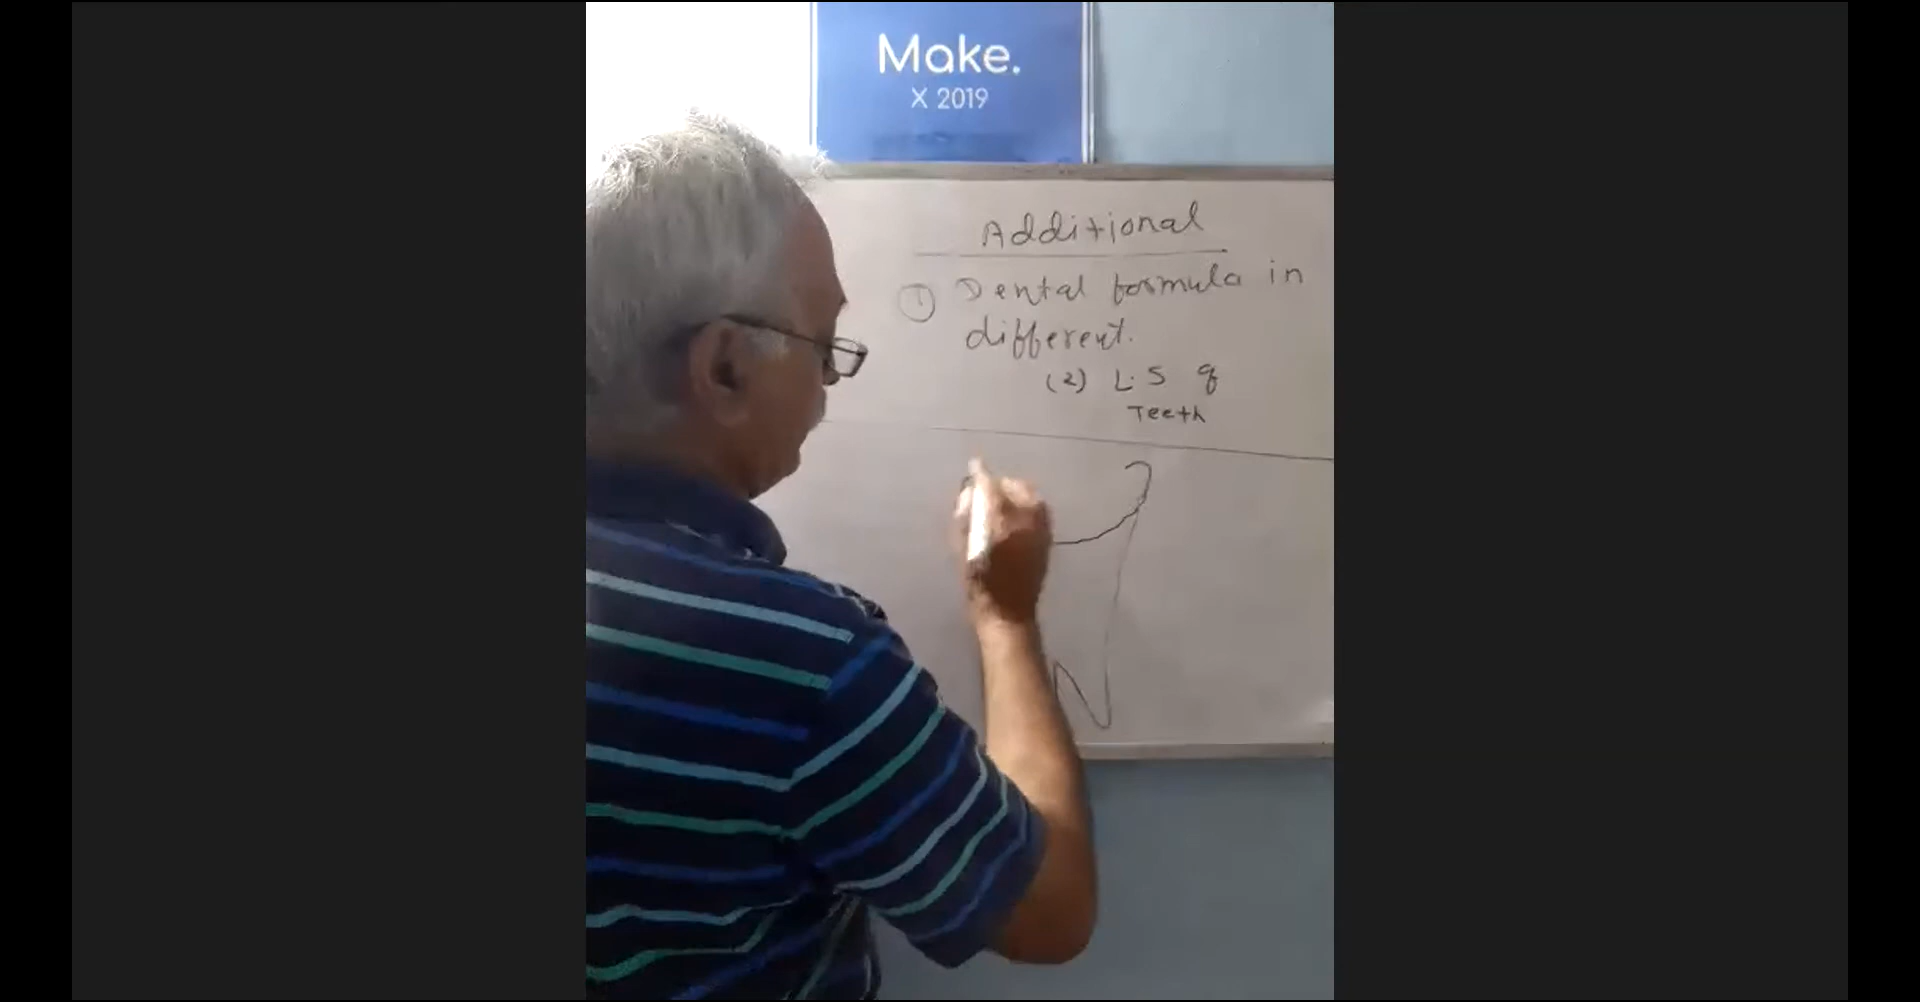 Make.
X 2019
Additional
① Dental formula in
different.
(2) L.S of
Teeth